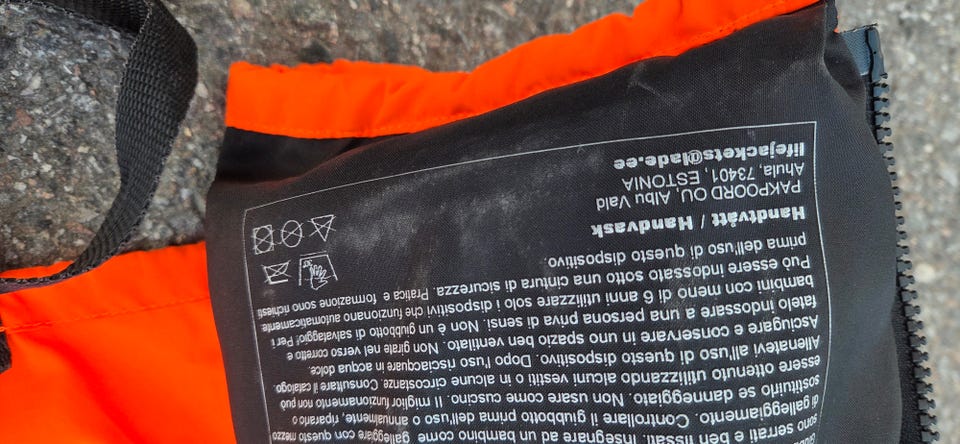 sono serrati e ben fissati. Insegnare ad un bambino come galleggiare con questo mezzo
di galleggiamento. Controllare il giubbotto prima dell'uso e, annualmente, ripararlo o
sostituirlo se danneggiato. Non usare come cuscino. Il miglior funzionamento non può
essere ottenuto utilizzando alcuni vestiti o in alcune circostanze. Consultare il catalogo.
Allenatevi all'uso di questo dispositivo. Dopo l'uso risciacquare in acqua dolce.
Asciugare e conservare in uno spazio ben ventilato. Non girate nel verso corretto e
fatelo indossare a una persona priva di sensi. Non è un giubbotto di salvataggio! Per i
bambini con meno di 6 anni utilizzare solo i dispositivi che funzionano automaticamente.
Può essere indossato sotto una cintura di sicurezza. Pratica e formazione sono richiesti
prima dell'uso di questo dispositivo.
Handtvätt / Handvask
PAKPOORD OU, Albu Vald
Ahula, 73401, ESTONIA
lifejackets@lade.ee